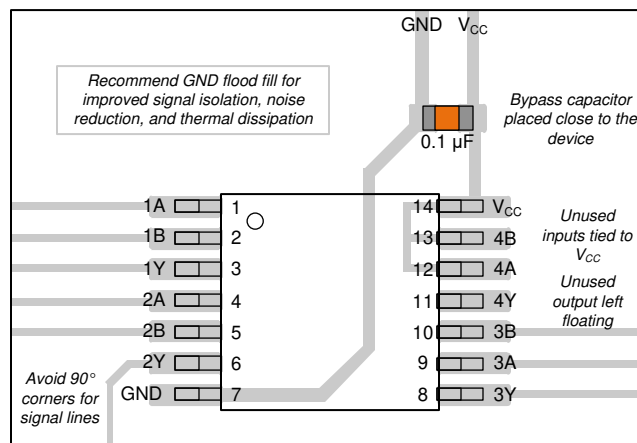 GND V_CC
Recommend GND flood fill for
improved signal isolation, noise
reduction, and thermal dissipation
Bypass capacitor
placed close to the
device
0.1 µF
1A 1 14 V_CC
1B 2 13 4B
1Y 3 12 4A
2A 4 11 4Y
2B 5 10 3B
2Y 6 9 3A
GND 7 8 3Y
Unused
inputs tied to
V_CC
Unused
output left
floating
Avoid 90°
corners for
signal lines